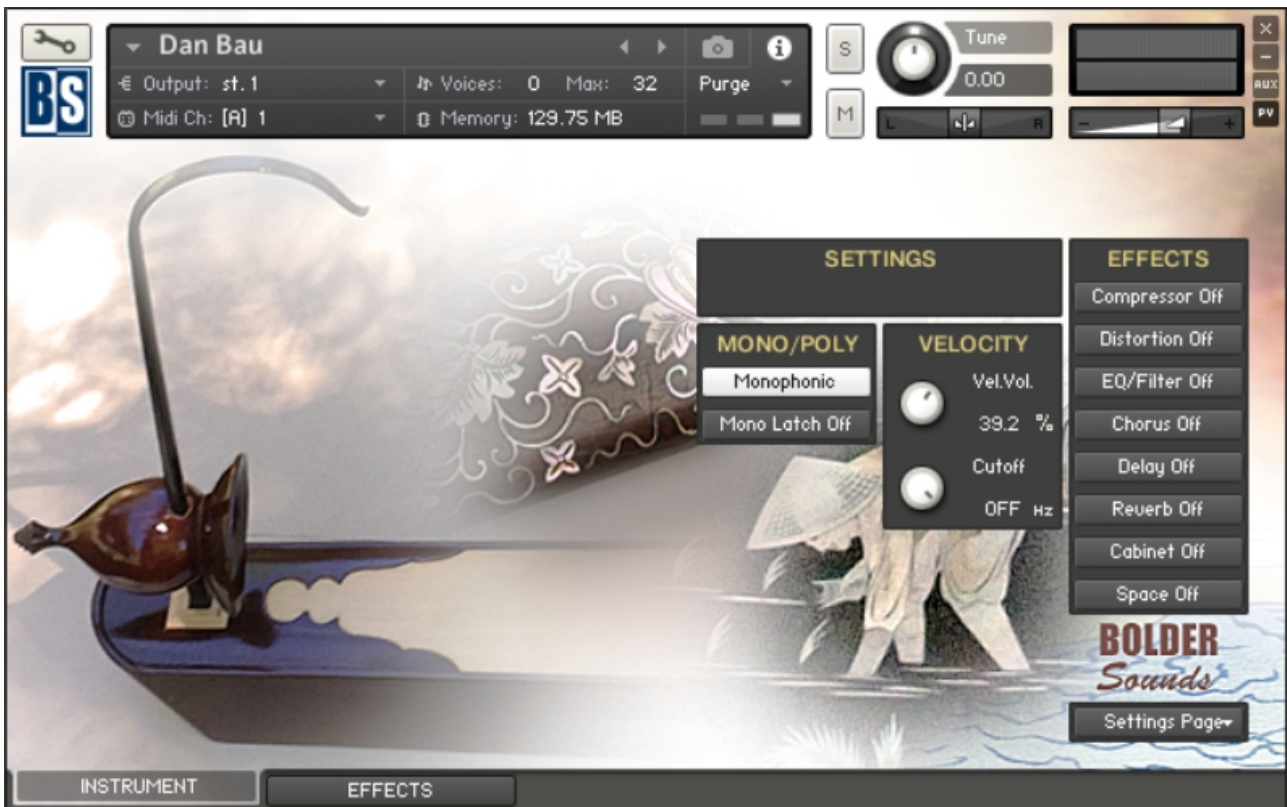 Dan Bau
Output: st.1
Voices: 0 Max: 32
Purge
Midi Ch: [A] 1
Memory: 129.75 MB
S
M
Tune
0.00
L R
- +
×
-
AUX
PV
BS
SETTINGS
MONO/POLY
Monophonic
Mono Latch Off
VELOCITY
Vel.Vol.
39.2 %
Cutoff
OFF Hz
EFFECTS
Compressor Off
Distortion Off
EQ/Filter Off
Chorus Off
Delay Off
Reverb Off
Cabinet Off
Space Off
BOLDER
Sounds
Settings Page
INSTRUMENT
EFFECTS